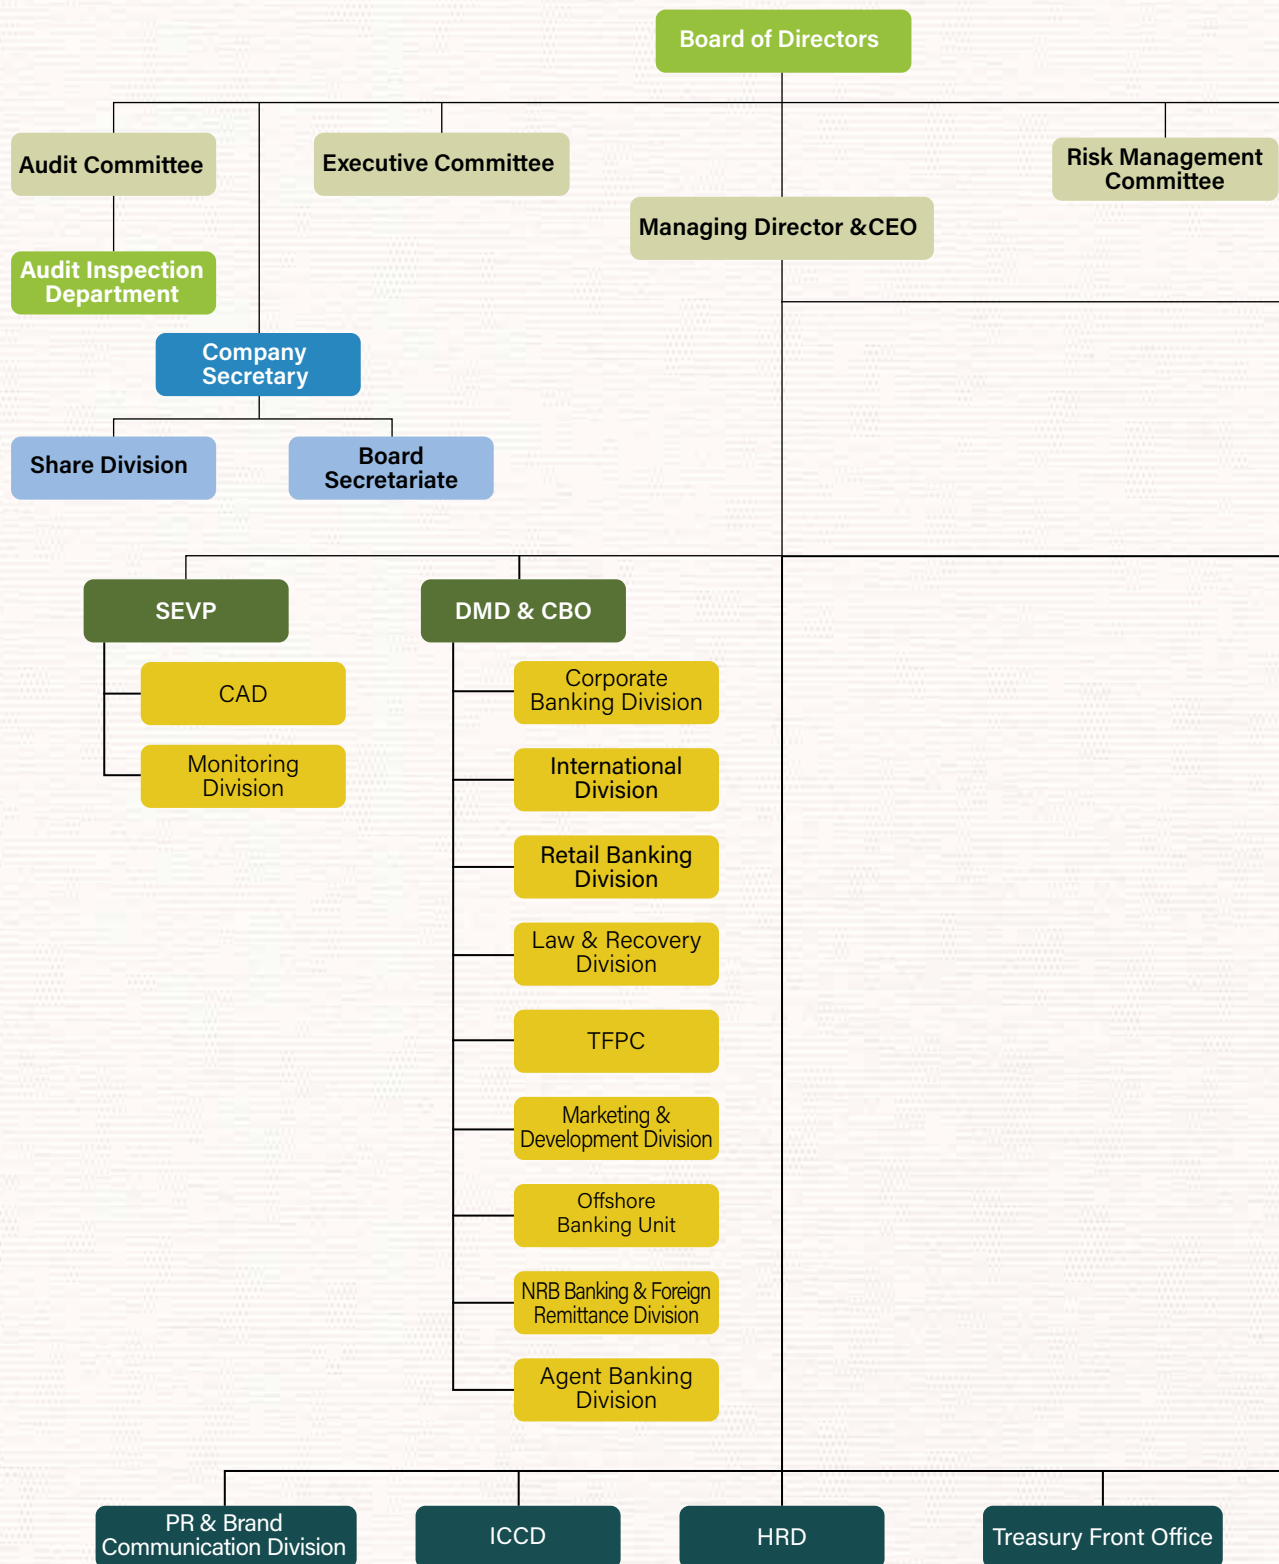 Board of Directors
Audit Committee
Executive Committee
Risk Management
Committee
Managing Director &CEO
Audit Inspection
Department
Company
Secretary
Share Division
Board
Secretariate
SEVP
DMD & CBO
CAD
Monitoring
Division
Corporate
Banking Division
International
Division
Retail Banking
Division
Law & Recovery
Division
TFPC
Marketing &
Development Division
Offshore
Banking Unit
NRB Banking & Foreign
Remittance Division
Agent Banking
Division
PR & Brand
Communication Division
ICCD
HRD
Treasury Front Office